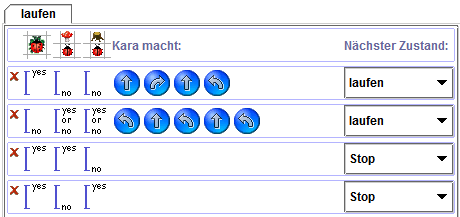 laufen
Kara macht: Nächster Zustand:
yes no no laufen
no yes or no yes or no laufen
yes yes no Stop
yes no yes Stop